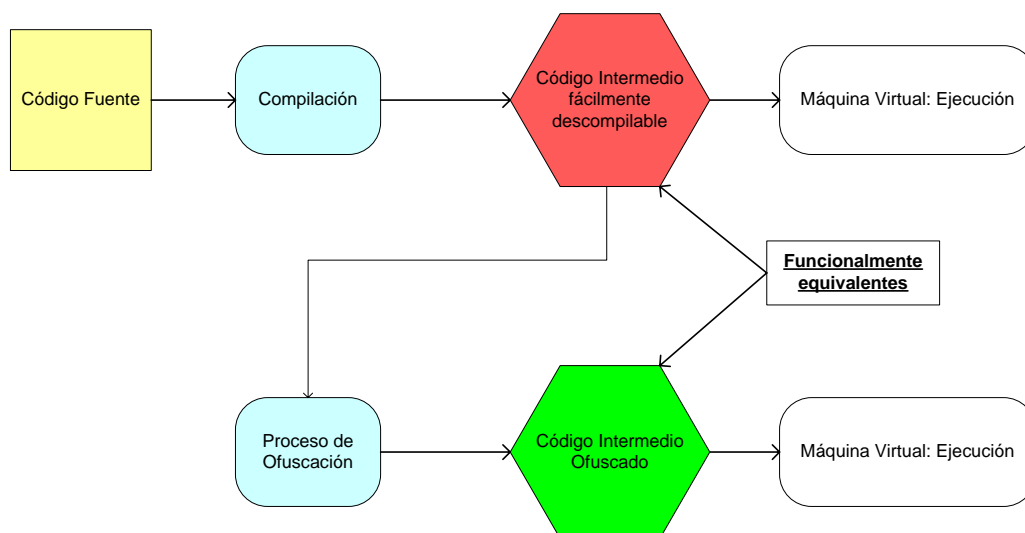 Código Fuente
Compilación
Código Intermedio
fácilmente
descompilable
Máquina Virtual: Ejecución
Funcionalmente
equivalentes
Proceso de
Ofuscación
Código Intermedio
Ofuscado
Máquina Virtual: Ejecución